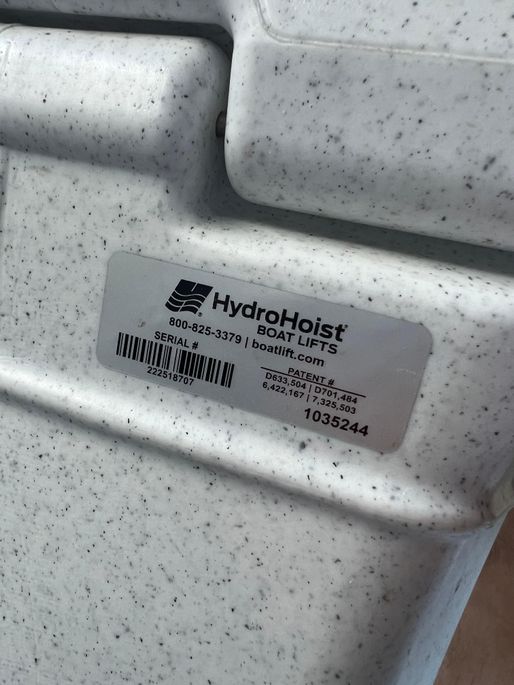 HydroHoist®
BOAT LIFTS
800-825-3379 | boatlift.com
SERIAL #
222518707
PATENT #
D633,504 | D701,484
6,422,167 | 7,325,503
1035244